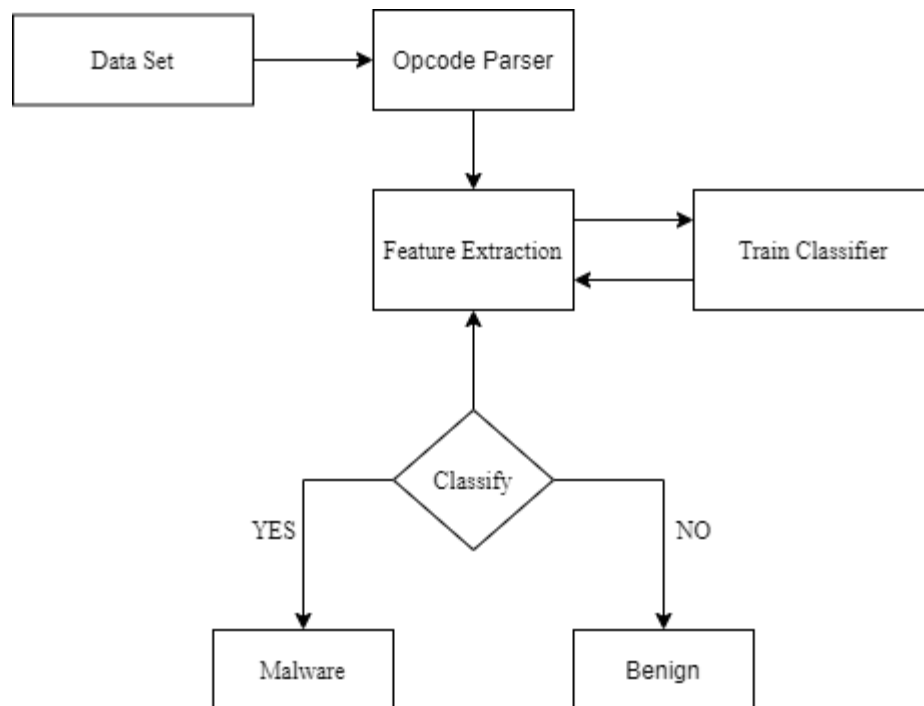 Data Set
Opcode Parser
Feature Extraction
Train Classifier
Classify
YES
NO
Malware
Benign